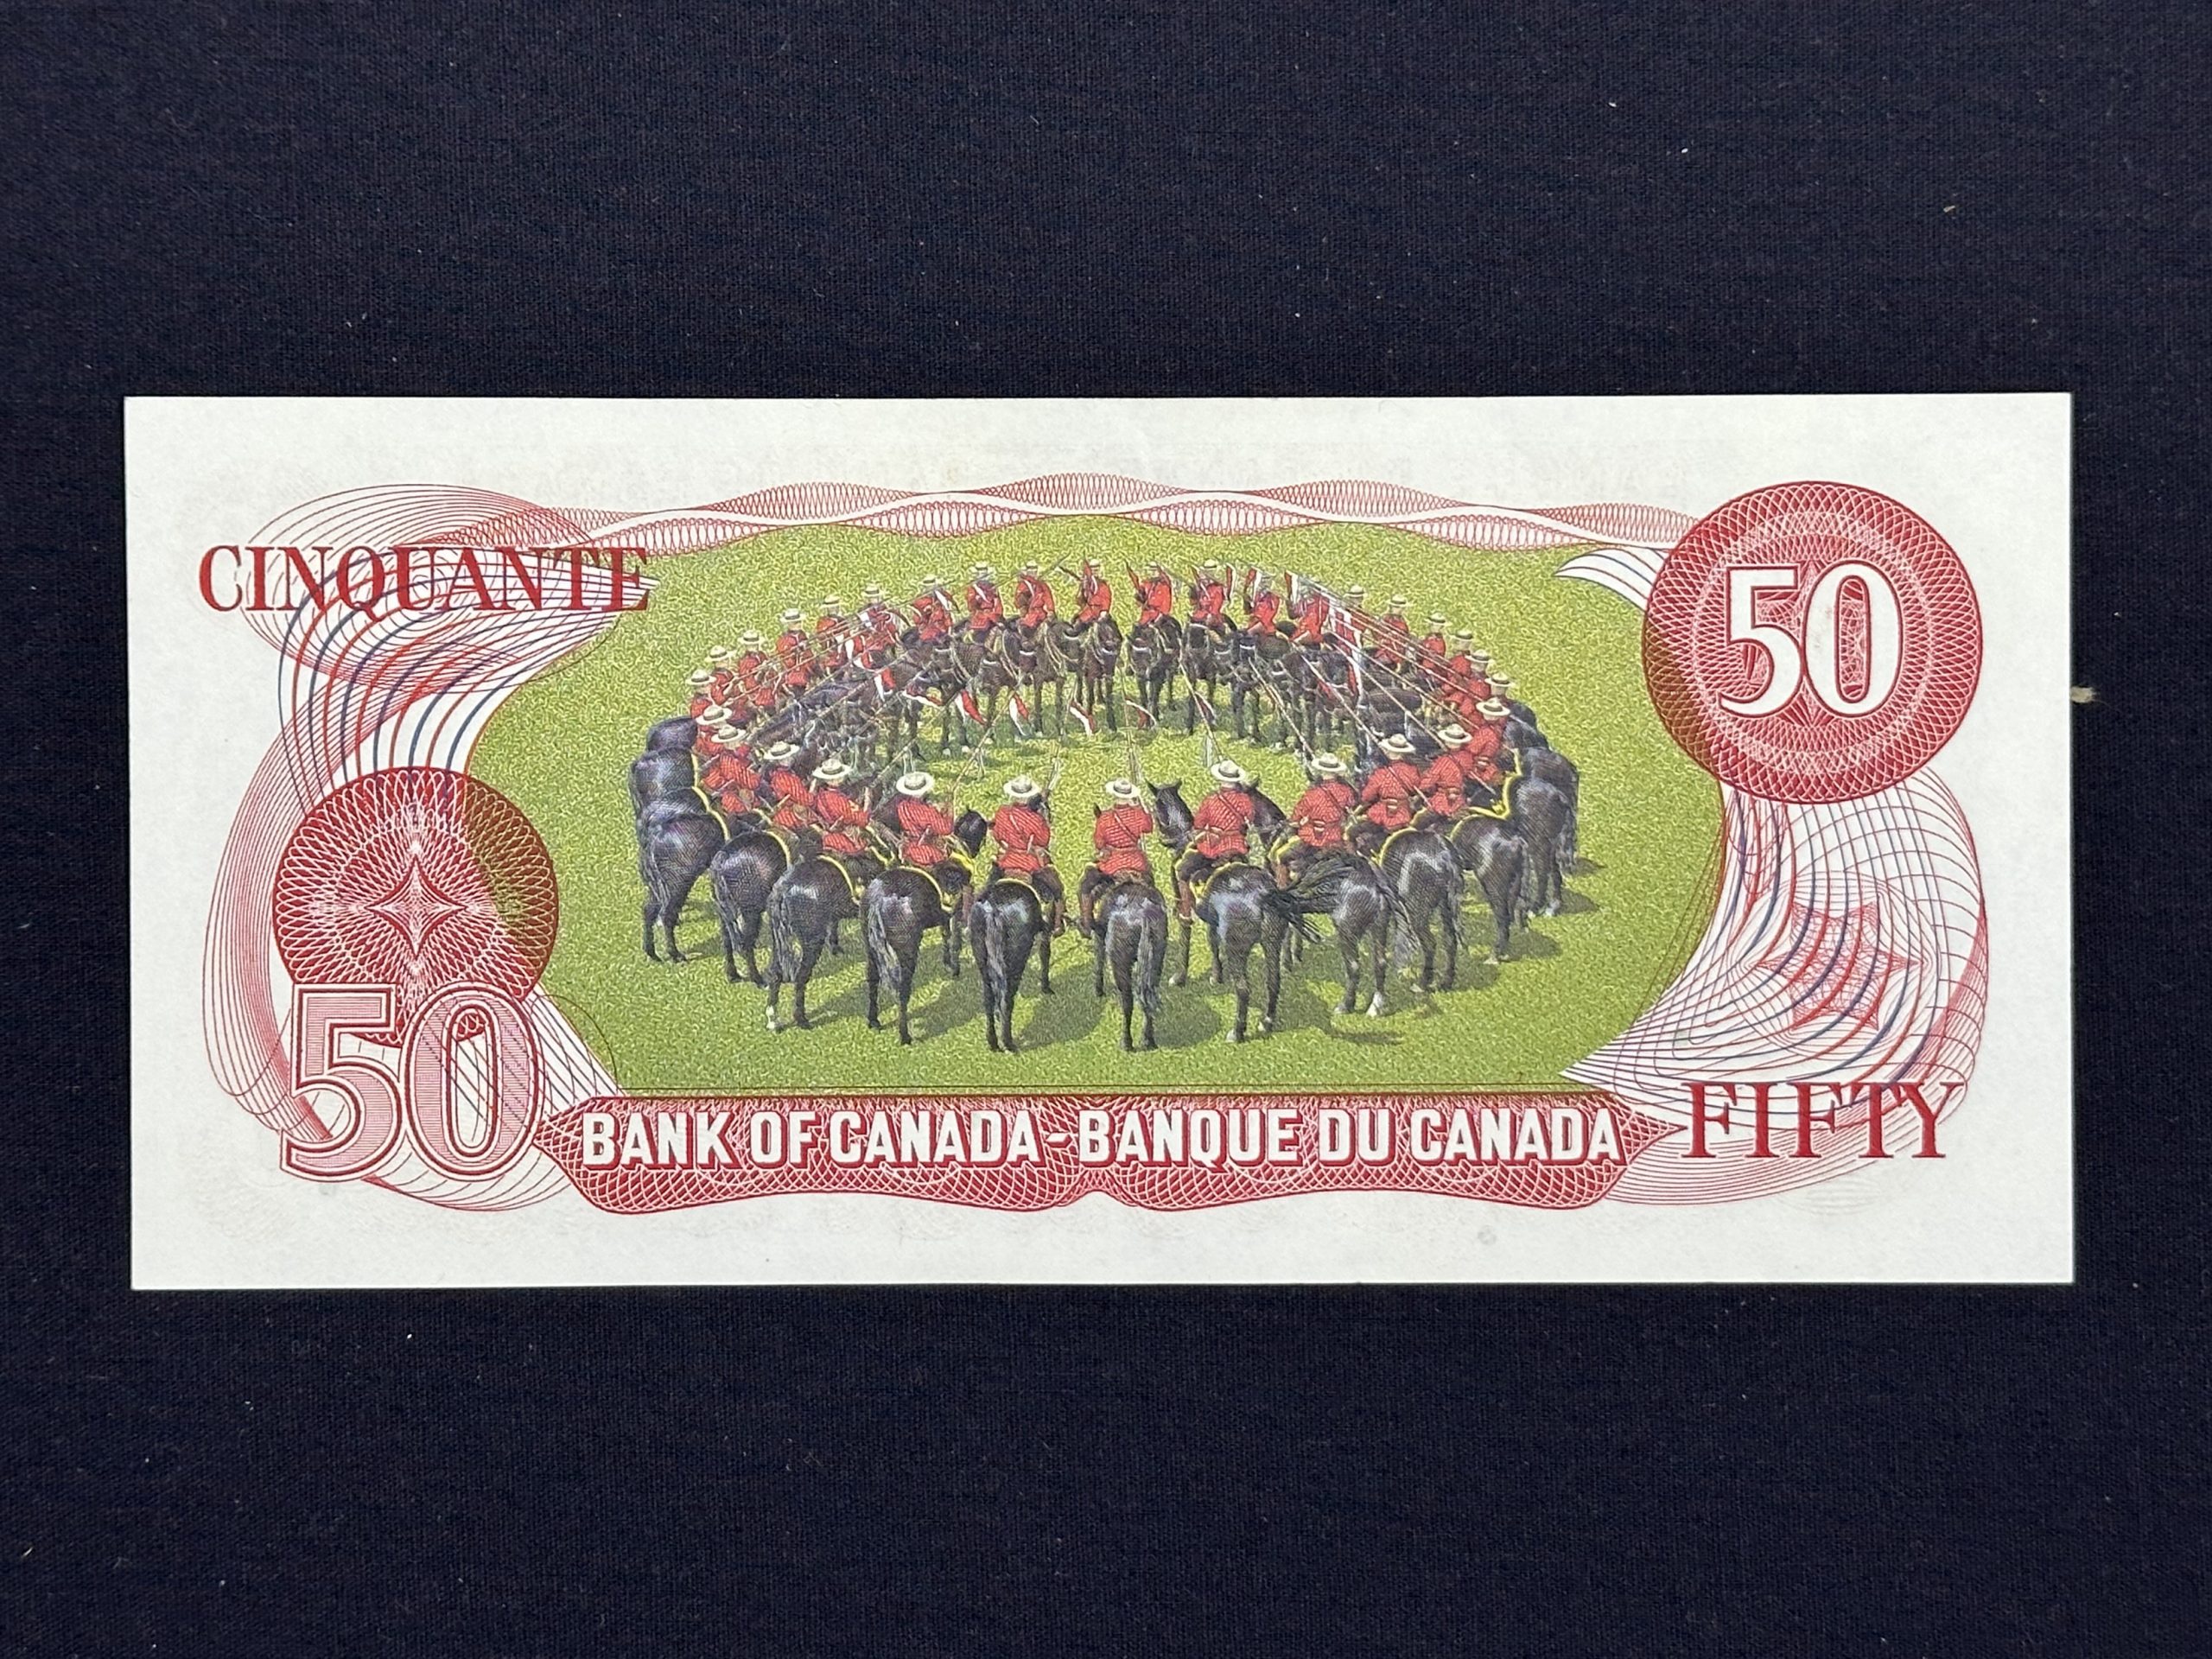 CINQUANTE
50
50
BANK OF CANADA-BANQUE DU CANADA
FIFTY